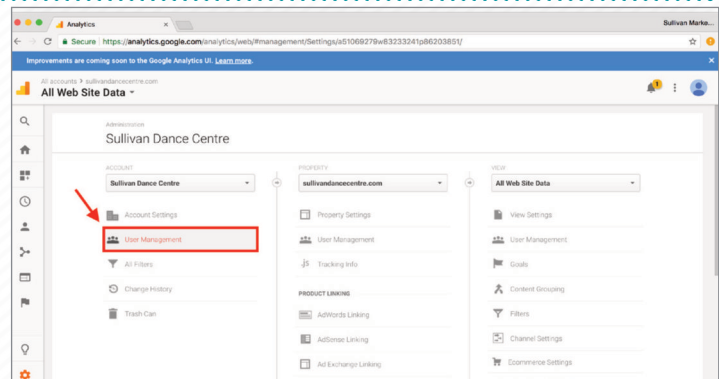 Analytics
Sullivan Marke...
Secure https://analytics.google.com/analytics/web/#management/Settings/a51069279w83233241p86203851/
Improvements are coming soon to the Google Analytics UI. Learn more.
All accounts > sullivandancecentre.com
All Web Site Data
1
Administration
Sullivan Dance Centre
ACCOUNT
Sullivan Dance Centre
Account Settings
User Management
All Filters
Change History
Trash Can
PROPERTY
sullivandancecentre.com
Property Settings
User Management
.js Tracking Info
PRODUCT LINKING
AdWords Linking
AdSense Linking
Ad Exchange Linking
VIEW
All Web Site Data
View Settings
User Management
Goals
Content Grouping
Filters
Channel Settings
Ecommerce Settings